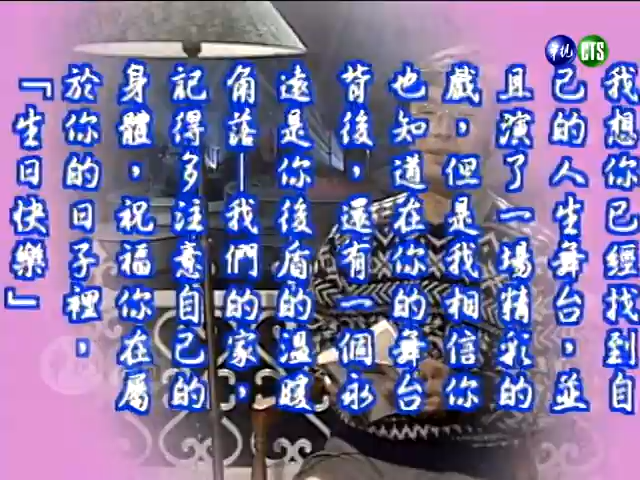 華視 CTS
我想你已經找到自
己的人生舞台，並
且演了一場精彩的
戲，但是我相信你
也知道在你的舞台
背後，還有一個永
遠是你後盾的溫暖
角落—我們的家，
記得多注意自己的
身體，祝福你在屬
於你的日子裡。
『生日快樂』